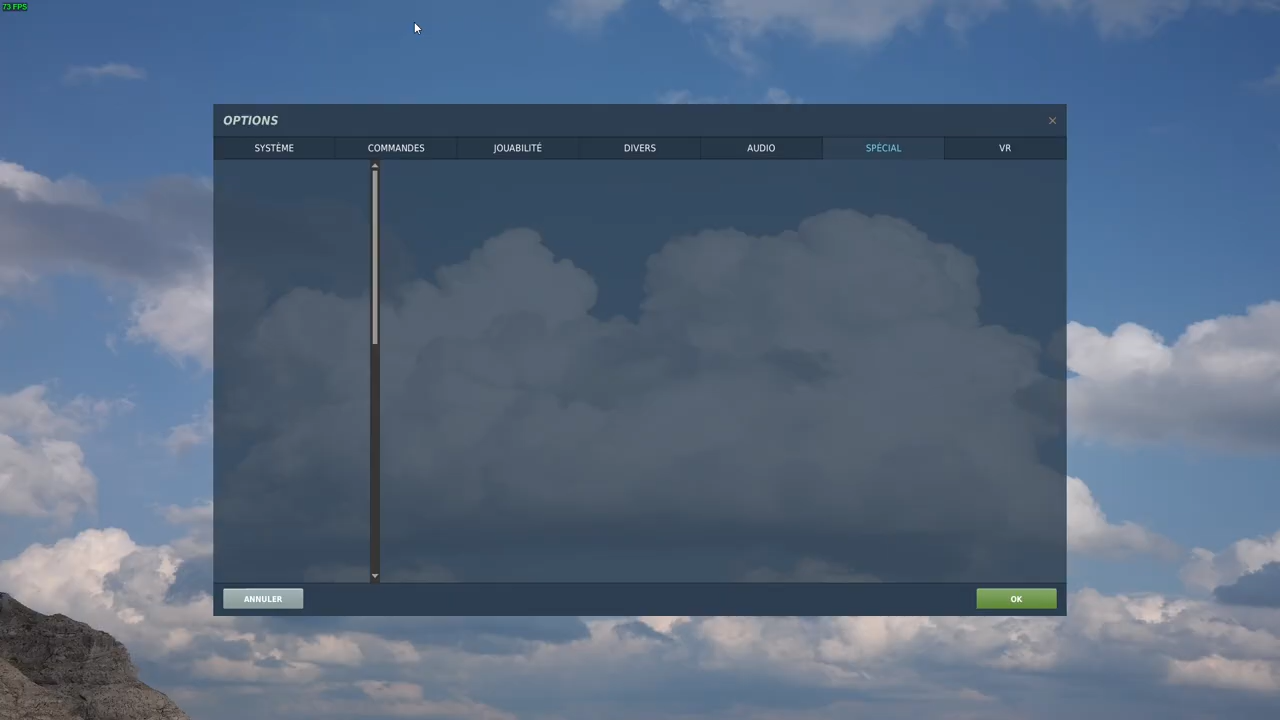 73 FPS
OPTIONS
SYSTÈME COMMANDES JOUABILITÉ DIVERS AUDIO SPÉCIAL VR
ANNULER OK